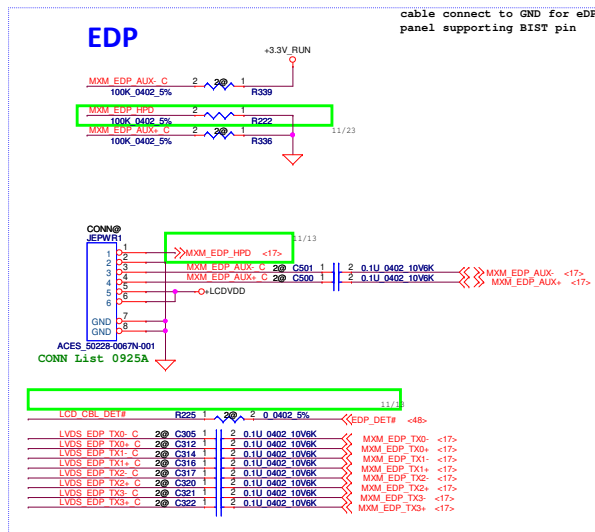 cable connect to GND for eDP
panel supporting BIST pin
EDP
+3.3V_RUN
MXM_EDP_AUX-_C 2 2@ 1
100K_0402_5% R339
MXM_EDP_HPD 2 1
100K_0402_5% R222
11/23
MXM_EDP_AUX+_C 2 2@ 1
100K_0402_5% R336
CONN@
JEPWR1
11/13
1 1 MXM_EDP_HPD <17>
2 2
3 3 MXM_EDP_AUX-_C 2@ C501 1 2 0.1U_0402_10V6K MXM_EDP_AUX- <17>
4 4 MXM_EDP_AUX+_C 2@ C500 1 2 0.1U_0402_10V6K MXM_EDP_AUX+ <17>
5 5 +LCDVDD
6 6
GND 7
GND 8
ACES_50228-0067N-001
CONN List 0925A
11/13
LCD_CBL_DET# R225 1 2@ 2 0_0402_5% EDP_DET# <48>
LVDS_EDP_TX0-_C 2@ C305 1 2 0.1U_0402_10V6K MXM_EDP_TX0- <17>
LVDS_EDP_TX0+_C 2@ C312 1 2 0.1U_0402_10V6K MXM_EDP_TX0+ <17>
LVDS_EDP_TX1-_C 2@ C314 1 2 0.1U_0402_10V6K MXM_EDP_TX1- <17>
LVDS_EDP_TX1+_C 2@ C316 1 2 0.1U_0402_10V6K MXM_EDP_TX1+ <17>
LVDS_EDP_TX2-_C 2@ C317 1 2 0.1U_0402_10V6K MXM_EDP_TX2- <17>
LVDS_EDP_TX2+_C 2@ C320 1 2 0.1U_0402_10V6K MXM_EDP_TX2+ <17>
LVDS_EDP_TX3-_C 2@ C321 1 2 0.1U_0402_10V6K MXM_EDP_TX3- <17>
LVDS_EDP_TX3+_C 2@ C322 1 2 0.1U_0402_10V6K MXM_EDP_TX3+ <17>